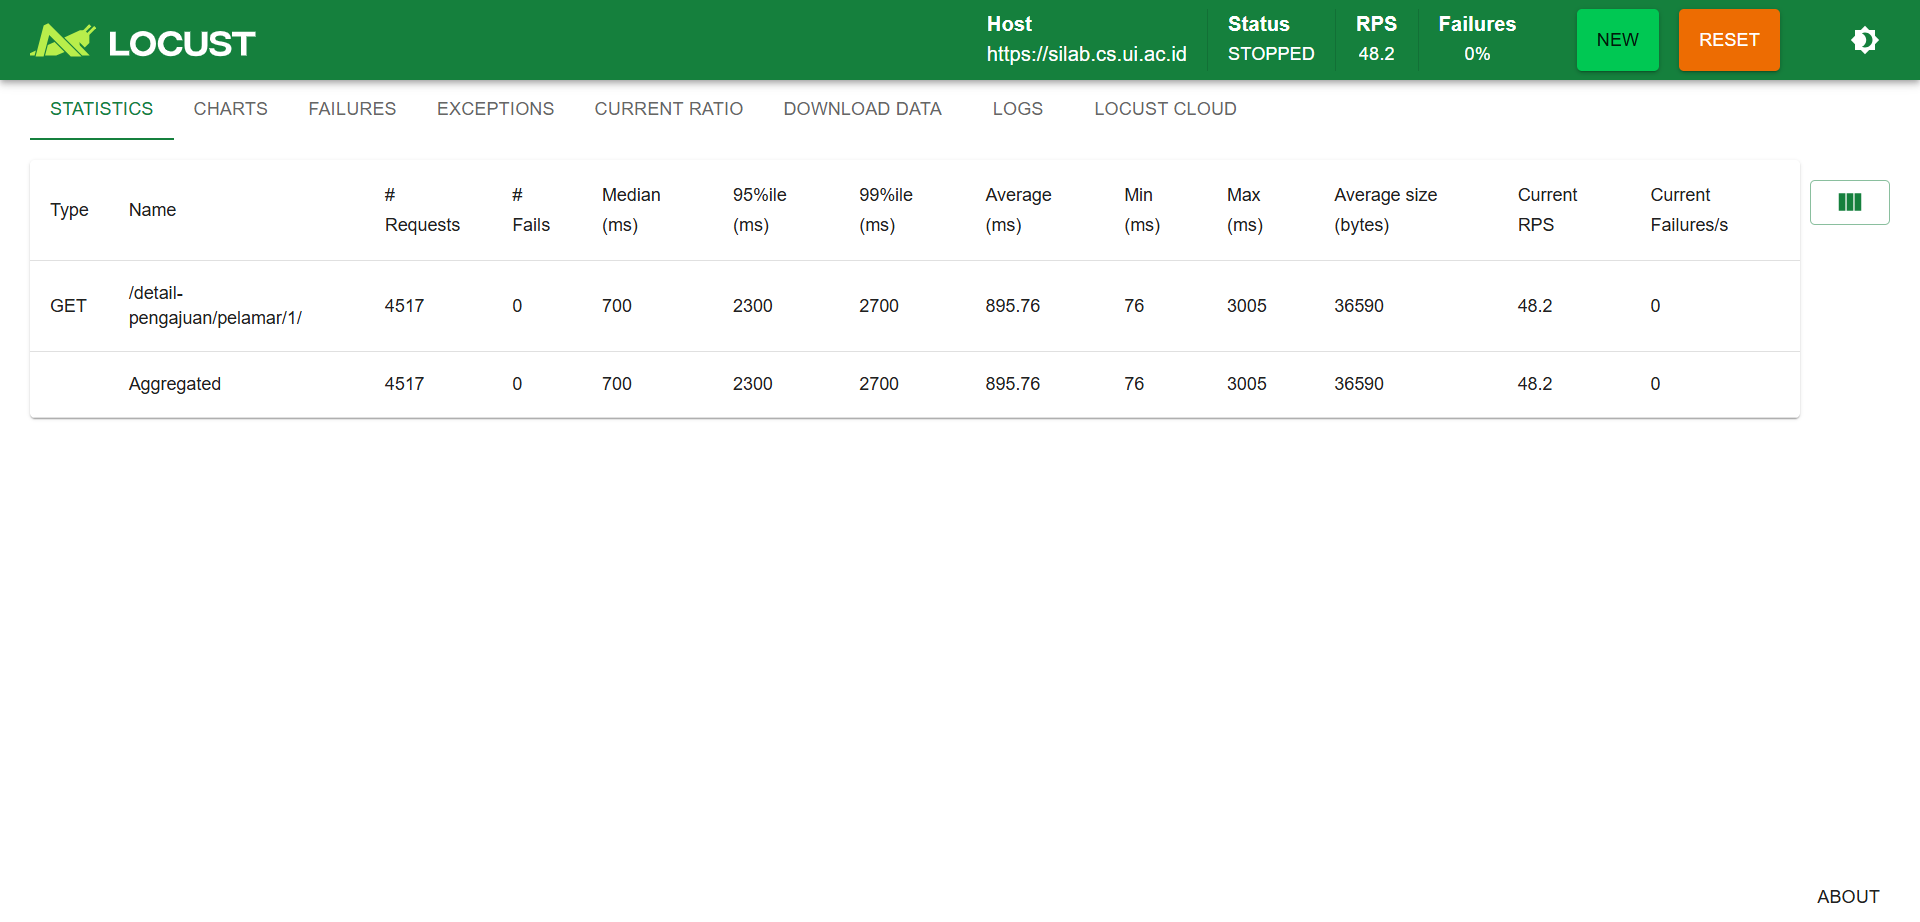 LOCUST
Host
https://silab.cs.ui.ac.id
Status
STOPPED
RPS
48.2
Failures
0%
NEW
RESET
STATISTICS CHARTS FAILURES EXCEPTIONS CURRENT RATIO DOWNLOAD DATA LOGS LOCUST CLOUD
Type Name # Requests # Fails Median (ms) 95%ile (ms) 99%ile (ms) Average (ms) Min (ms) Max (ms) Average size (bytes) Current RPS Current Failures/s
GET /detail-pengajuan/pelamar/1/ 4517 0 700 2300 2700 895.76 76 3005 36590 48.2 0
Aggregated 4517 0 700 2300 2700 895.76 76 3005 36590 48.2 0
ABOUT